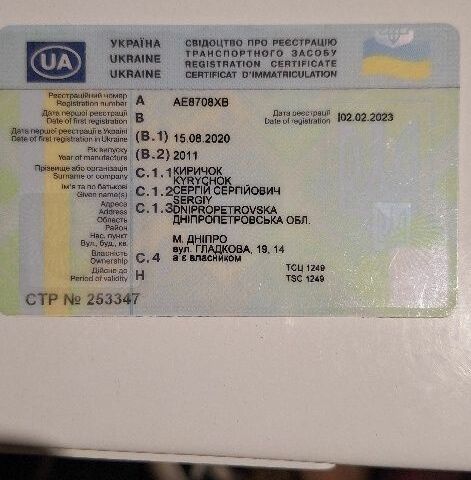 UA
УКРАЇНА
UKRAINE
UKRAINE
СВІДОЦТВО ПРО РЕЄСТРАЦІЮ
ТРАНСПОРТНОГО ЗАСОБУ
REGISTRATION CERTIFICATE
CERTIFICAT D'IMMATRICULATION
Реєстраційний номер
Registration number
A
AE8708XB
Дата першої реєстрації
Date of first registration
B
Дата реєстрації
Date of registration
02.02.2023
Дата першої реєстрації в Україні
Date of first registration in Ukraine
(B.1) 15.08.2020
Рік випуску
Year of manufacture
(B.2) 2011
Прізвище або організація
Surname or company
C.1.1 КИРИЧОК
KYRYCHOK
Ім'я та по батькові
Given name(s)
C.1.2 СЕРГІЙ СЕРГІЙОВИЧ
SERGIY
Адреса
Address
C.1.3 DNIPROPETROVSKA
Область
ДНІПРОПЕТРОВСЬКА ОБЛ.
Район
Нас. пункт
М. ДНІПРО
Вул., буд., кв.
вул. ГЛАДКОВА, 19, 14
Власність
Ownership
C.4 а є власником
Дійсне до
Period of validity
H
ТСЦ 1249
TSC 1249
СТР № 253347